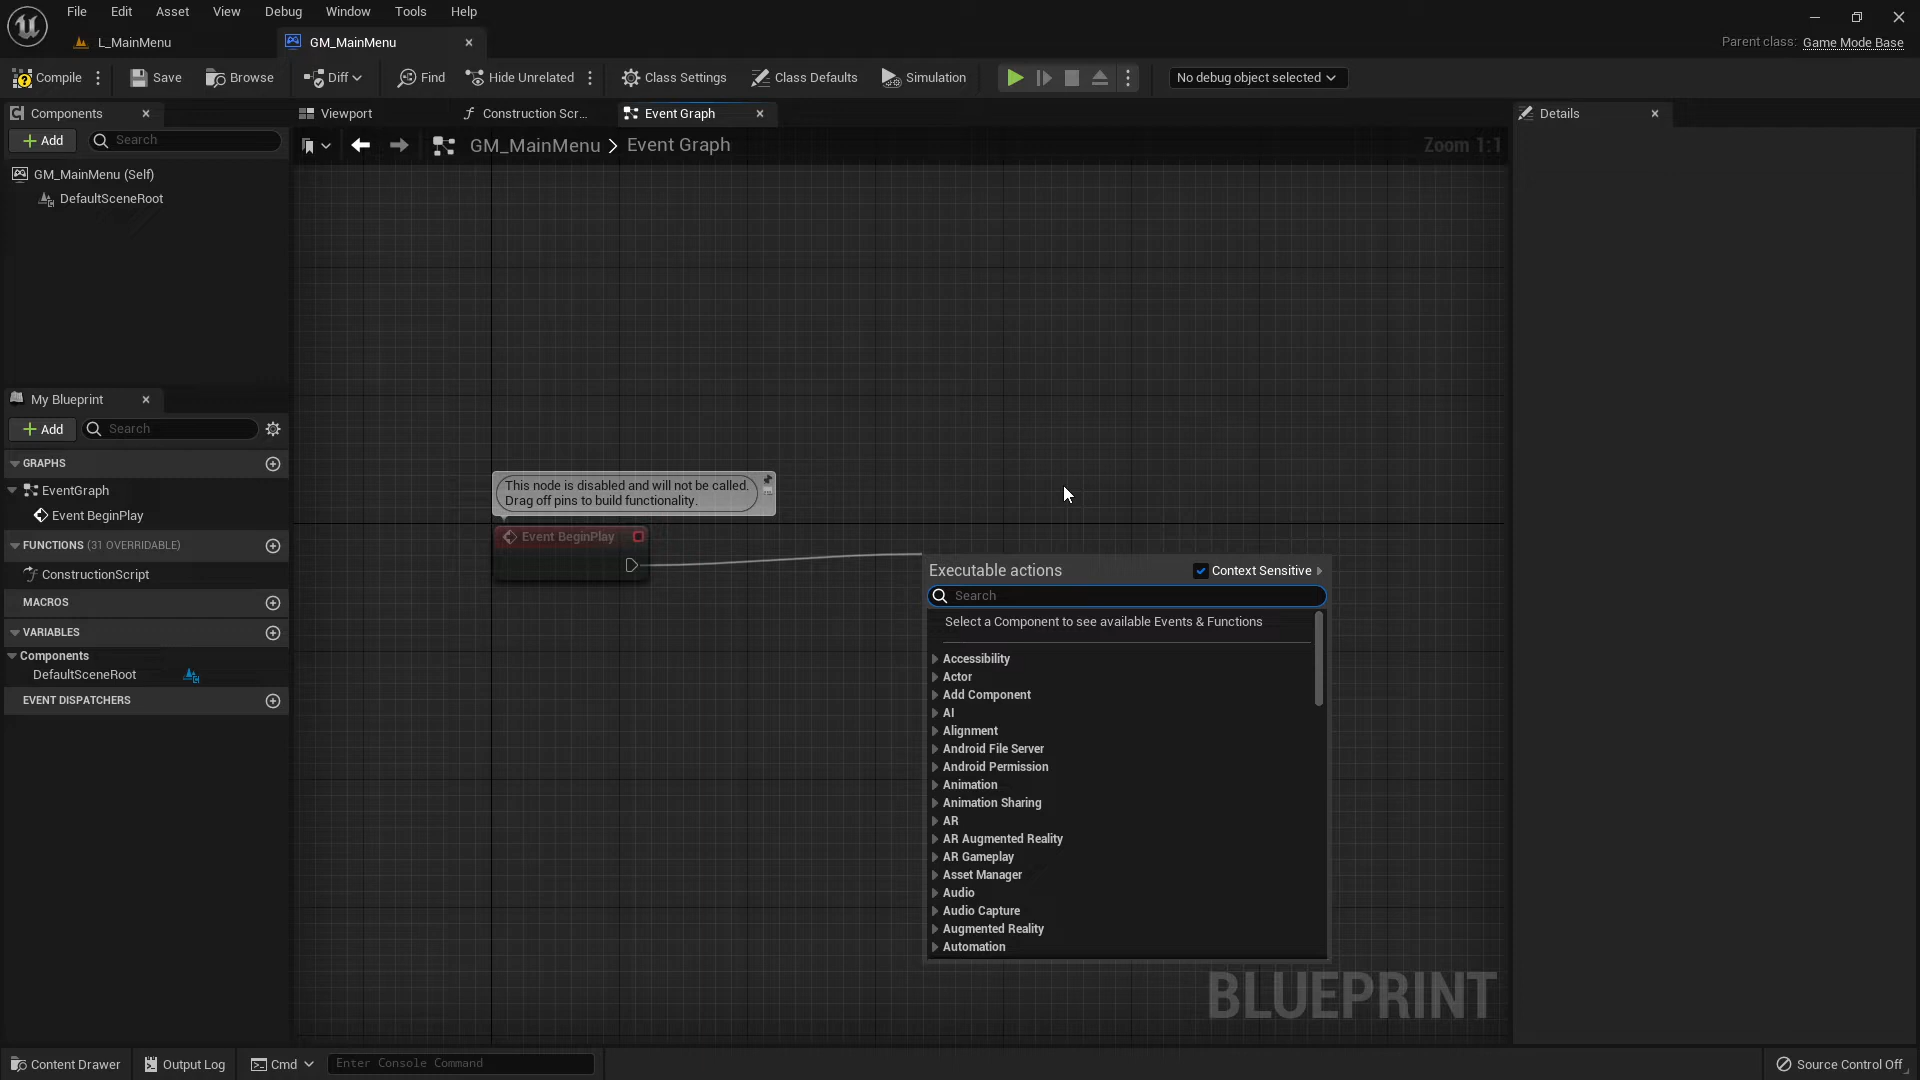 File Edit Asset View Debug Window Tools Help
L_MainMenu
GM_MainMenu
Parent class: Game Mode Base
Compile
Save
Browse
Diff
Find
Hide Unrelated
Class Settings
Class Defaults
Simulation
No debug object selected
Components
Add
Search
GM_MainMenu (Self)
DefaultSceneRoot
My Blueprint
Add
Search
GRAPHS
EventGraph
Event BeginPlay
FUNCTIONS (31 OVERRIDABLE)
ConstructionScript
MACROS
VARIABLES
Components
DefaultSceneRoot
EVENT DISPATCHERS
Viewport
Construction Scr...
Event Graph
GM_MainMenu > Event Graph
Zoom 1:1
This node is disabled and will not be called.
Drag off pins to build functionality.
Event BeginPlay
Executable actions
Context Sensitive
Search
Select a Component to see available Events & Functions
Accessibility
Actor
Add Component
AI
Alignment
Android File Server
Android Permission
Animation
Animation Sharing
AR
AR Augmented Reality
AR Gameplay
Asset Manager
Audio
Audio Capture
Augmented Reality
Automation
BLUEPRINT
Details
Content Drawer
Output Log
Cmd
Enter Console Command
Source Control Off